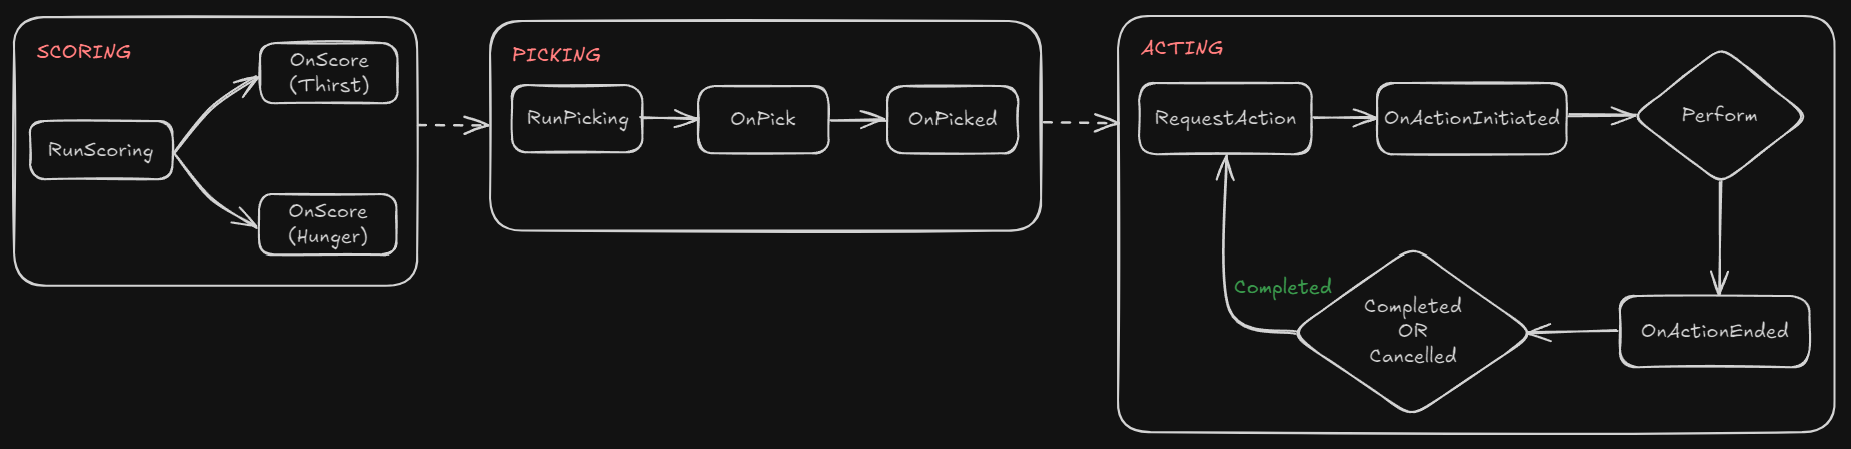 SCORING
OnScore
(Thirst)
RunScoring
OnScore
(Hunger)
PICKING
RunPicking
OnPick
OnPicked
ACTING
RequestAction
OnActionInitiated
Perform
Completed
Completed
OR
Cancelled
OnActionEnded